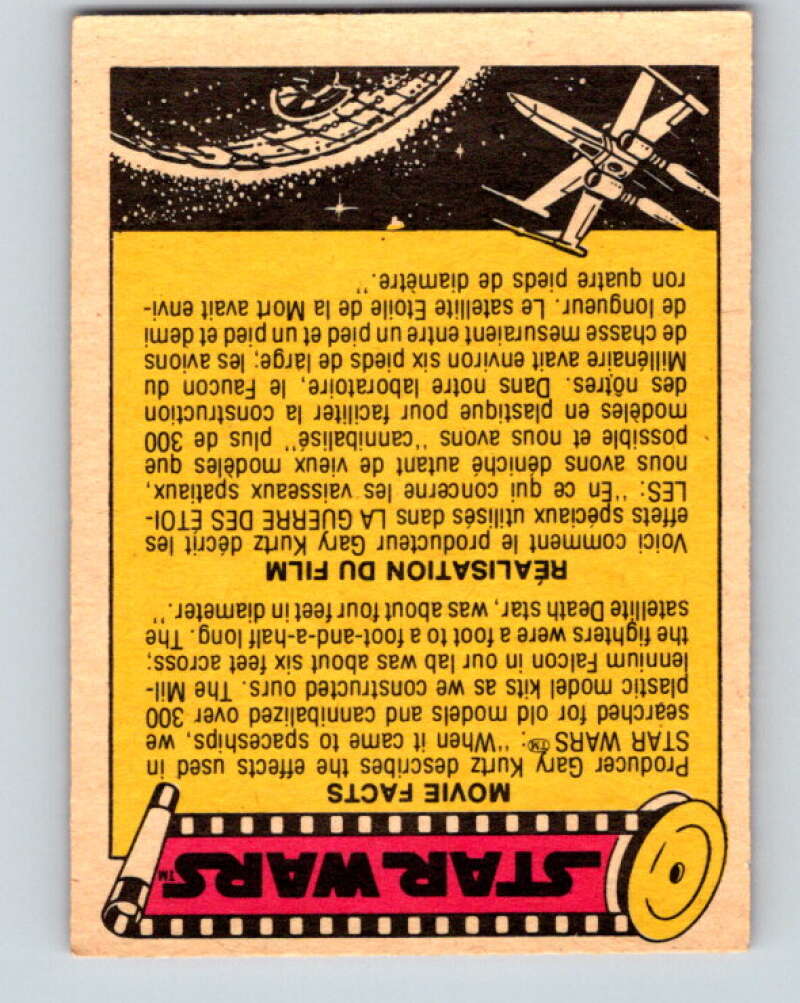 STAR WARS™
MOVIE FACTS
Producer Gary Kurtz describes the effects used in
STAR WARS™: "When it came to spaceships, we
searched for old models and cannibalized over 300
plastic model kits as we constructed ours. The Mil-
lennium Falcon in our lab was about six feet across;
the fighters were a foot to a foot-and-a-half long. The
satellite Death star, was about four feet in diameter."
RÉALISATION DU FILM
Voici comment le producteur Gary Kurtz décrit les
effets spéciaux utilisés dans LA GUERRE DES ÉTOI-
LES: "En ce qui concerne les vaisseaux spatiaux,
nous avons déniché autant de vieux modèles que
possible et nous avons "cannibalisé" plus de 300
modèles en plastique pour faciliter la construction
des nôtres. Dans notre laboratoire, le Faucon du
Millénaire avait environ six pieds de large; les avions
de chasse mesuraient entre un pied et un pied et demi
de longueur. Le satellite Etoile de la Mort avait envi-
ron quatre pieds de diamètre."